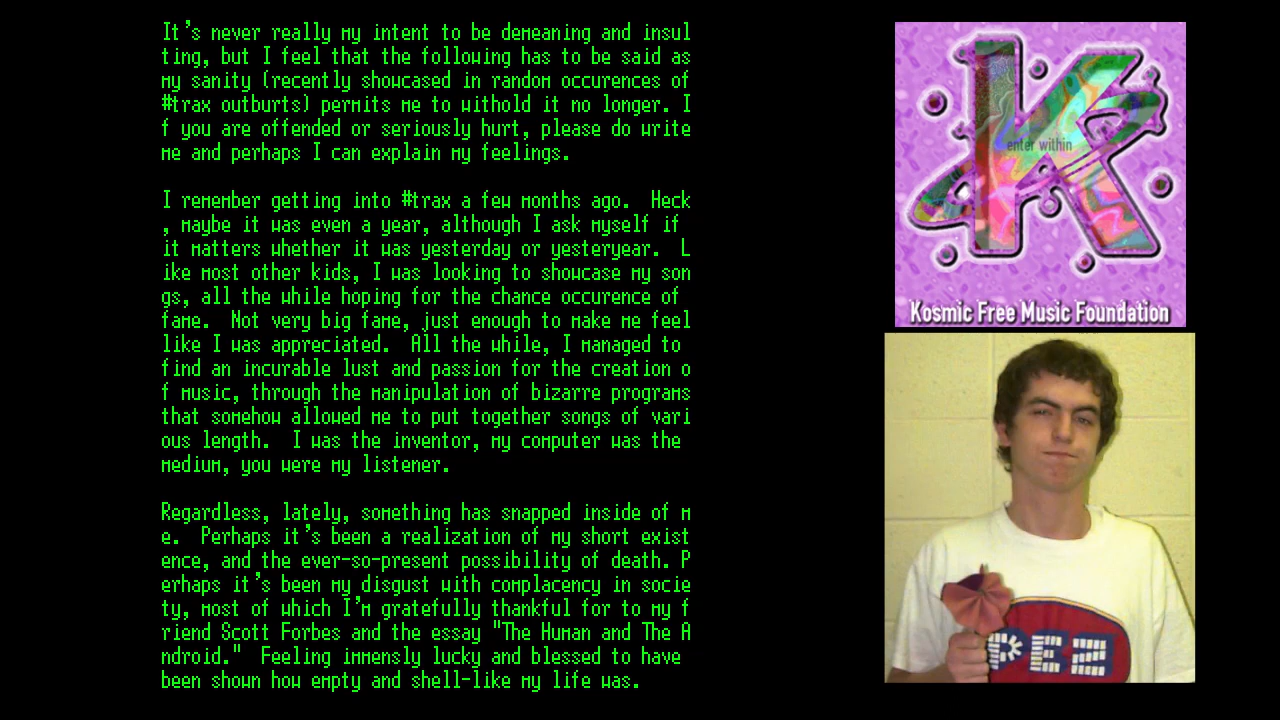 It's never really my intent to be demeaning and insul
ting, but I feel that the following has to be said as
my sanity (recently showcased in random occurences of
#trax outburts) permits me to withold it no longer. I
f you are offended or seriously hurt, please do write
me and perhaps I can explain my feelings.
I remember getting into #trax a few months ago.  Heck
, maybe it was even a year, although I ask myself if
it matters whether it was yesterday or yesteryear.  L
ike most other kids, I was looking to showcase my son
gs, all the while hoping for the chance occurence of
fame.  Not very big fame, just enough to make me feel
like I was appreciated.  All the while, I managed to
find an incurable lust and passion for the creation o
f music, through the manipulation of bizarre programs
that somehow allowed me to put together songs of vari
ous length.  I was the inventor, my computer was the
medium, you were my listener.
Regardless, lately, something has snapped inside of m
e.  Perhaps it's been a realization of my short exist
ence, and the ever-so-present possibility of death. P
erhaps it's been my disgust with complacency in socie
ty, most of which I'm gratefully thankful for to my f
riend Scott Forbes and the essay "The Human and The A
ndroid."  Feeling immensly lucky and blessed to have
been shown how empty and shell-like my life was.
K
enter within
Kosmic Free Music Foundation
PEZ